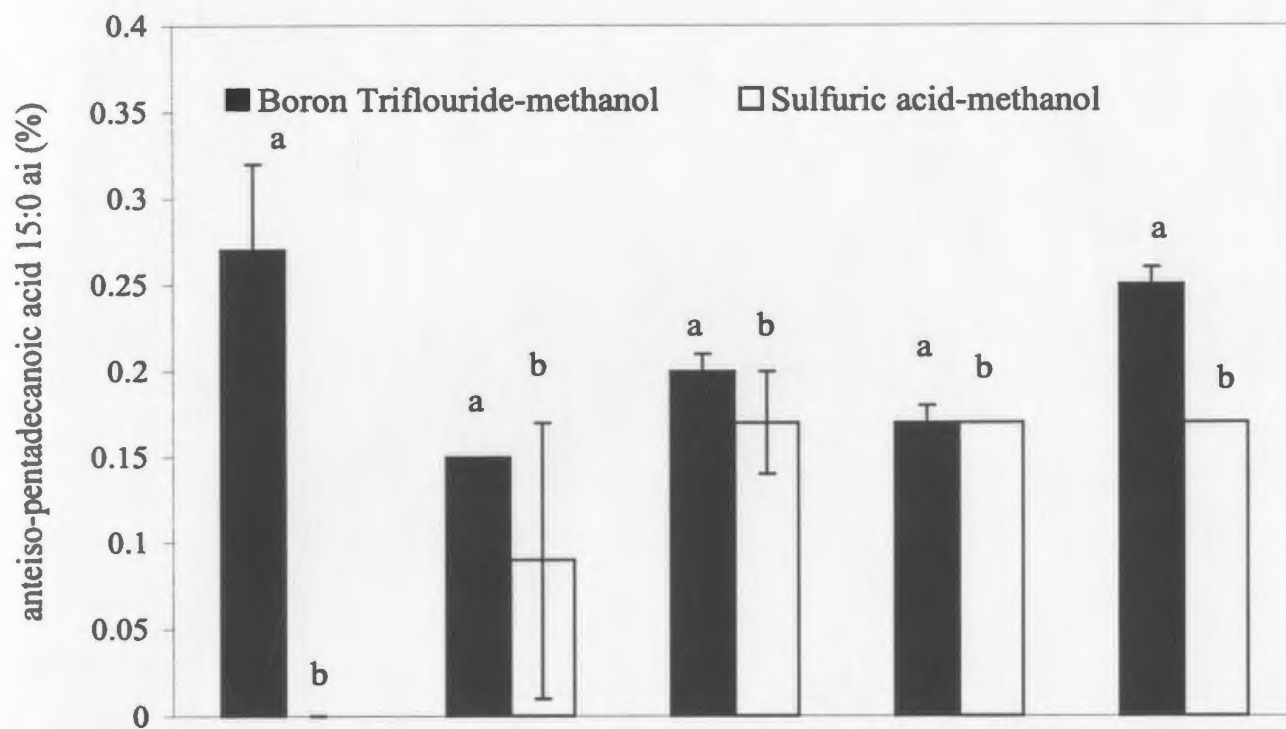 0.4
Boron Triflouride-methanol Sulfuric acid-methanol
0.35
a
0.3
a
0.25
a b a b b
0.2
b
a
0.15
0.1
0.05
b
0
anteiso-pentadecanoic acid 15:0 ai (%)